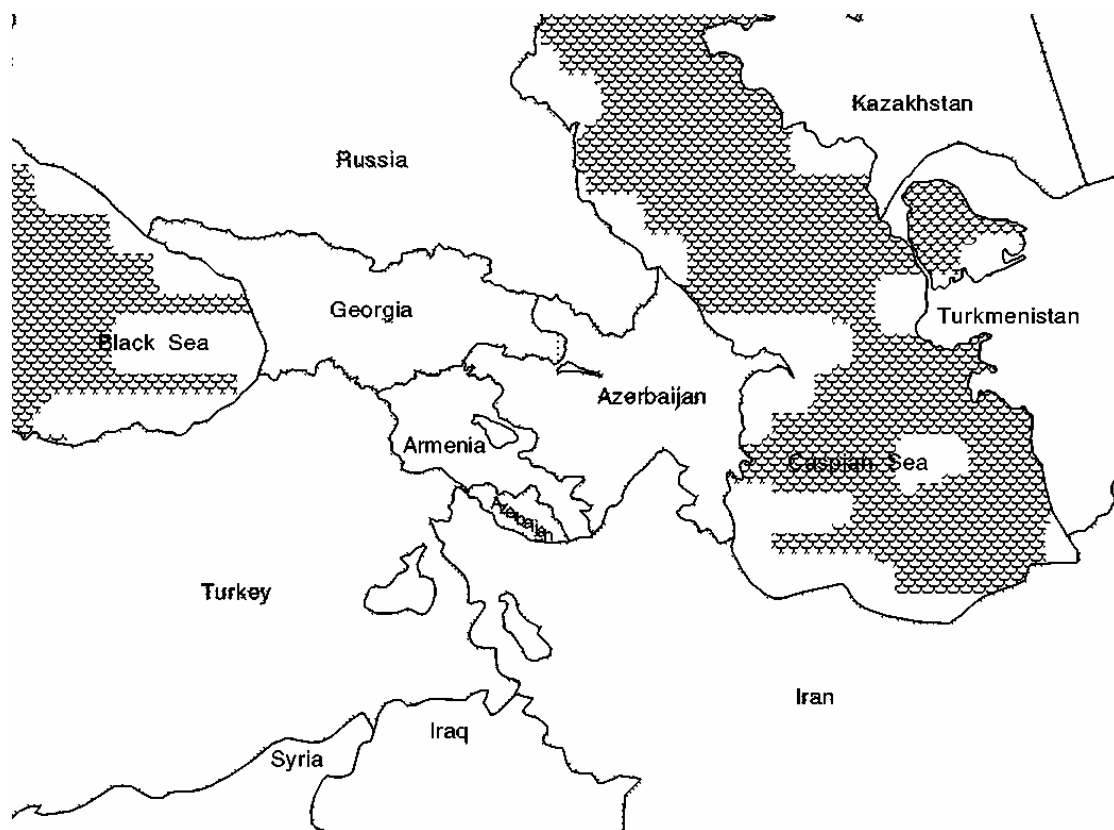 Kazakhstan
Russia
Georgia
Turkmenistan
Black Sea
Azerbaijan
Armenia
Caspian Sea
Azerbaijan
Turkey
Iran
Iraq
Syria